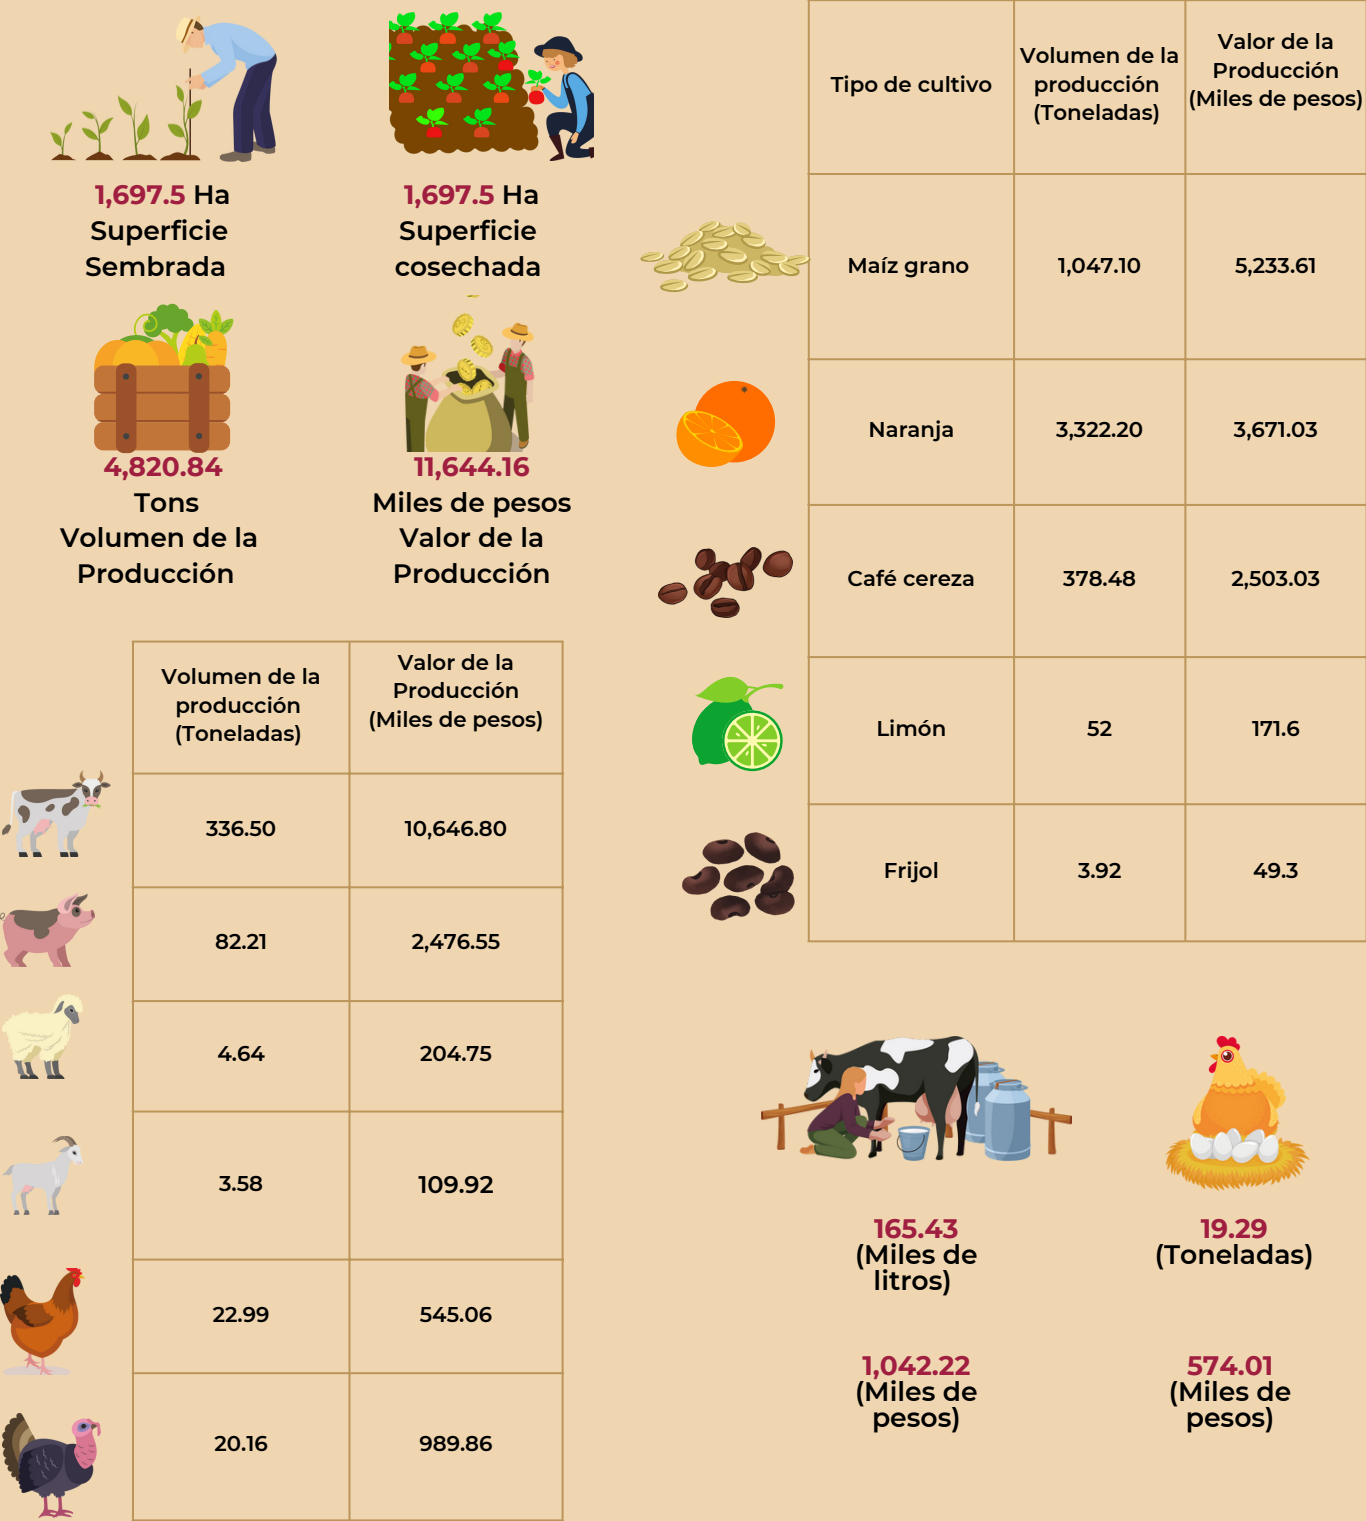 1,697.5 Ha
Superficie
Sembrada
1,697.5 Ha
Superficie
cosechada
4,820.84
Tons
Volumen de la
Producción
11,644.16
Miles de pesos
Valor de la
Producción
Tipo de cultivo
Volumen de la
producción
(Toneladas)
Valor de la
Producción
(Miles de pesos)
Maíz grano
1,047.10
5,233.61
Naranja
3,322.20
3,671.03
Café cereza
378.48
2,503.03
Limón
52
171.6
Frijol
3.92
49.3
Volumen de la
producción
(Toneladas)
Valor de la
Producción
(Miles de pesos)
336.50
10,646.80
82.21
2,476.55
4.64
204.75
3.58
109.92
22.99
545.06
20.16
989.86
165.43
(Miles de
litros)
1,042.22
(Miles de
pesos)
19.29
(Toneladas)
574.01
(Miles de
pesos)